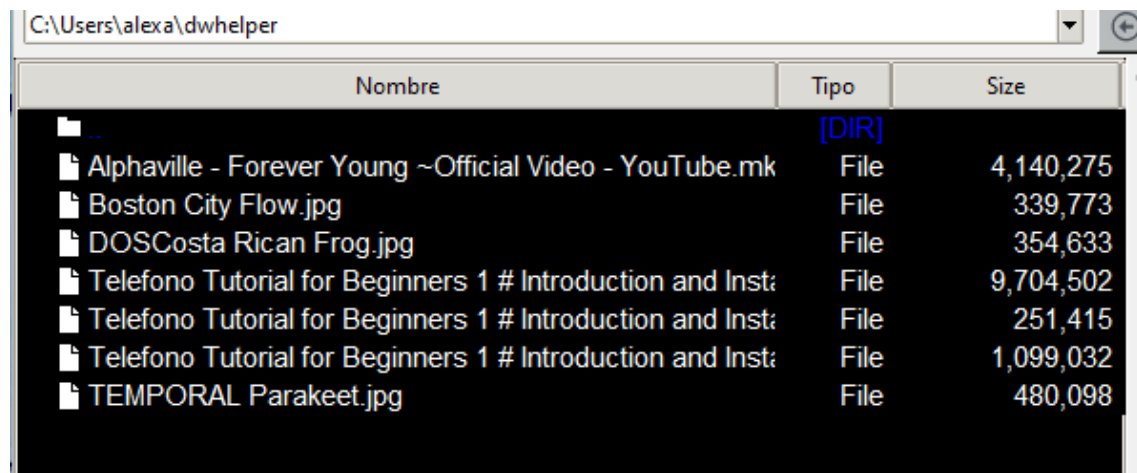 C:\Users\alexa\dwhelper
Nombre Tipo Size
.. [DIR]
Alphaville - Forever Young ~Official Video - YouTube.mk File 4,140,275
Boston City Flow.jpg File 339,773
DOSCosta Rican Frog.jpg File 354,633
Telefono Tutorial for Beginners 1 # Introduction and Insta File 9,704,502
Telefono Tutorial for Beginners 1 # Introduction and Insta File 251,415
Telefono Tutorial for Beginners 1 # Introduction and Insta File 1,099,032
TEMPORAL Parakeet.jpg File 480,098